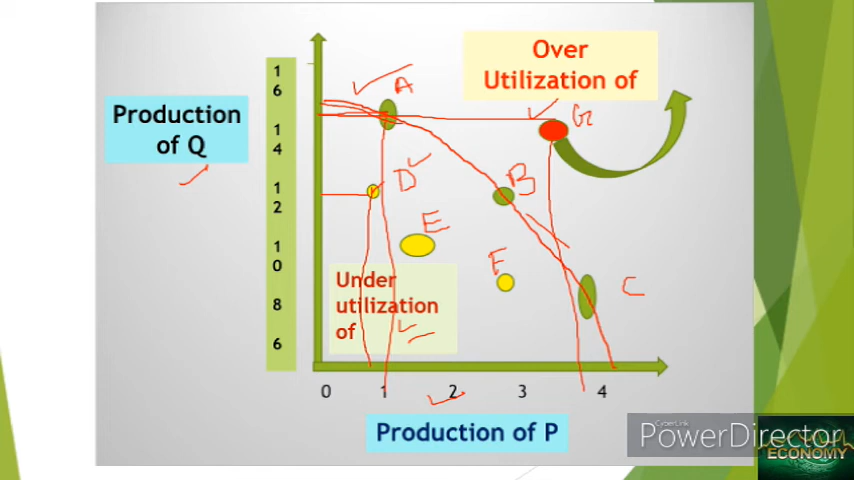 Over
Utilization of
A
G
Production
of Q
D
B
E
F
C
Under
utilization
of
1
6
1
4
1
2
1
0
8
6
0 1 2 3 4
Production of P
CyberLink
PowerDirector
ECONOMY